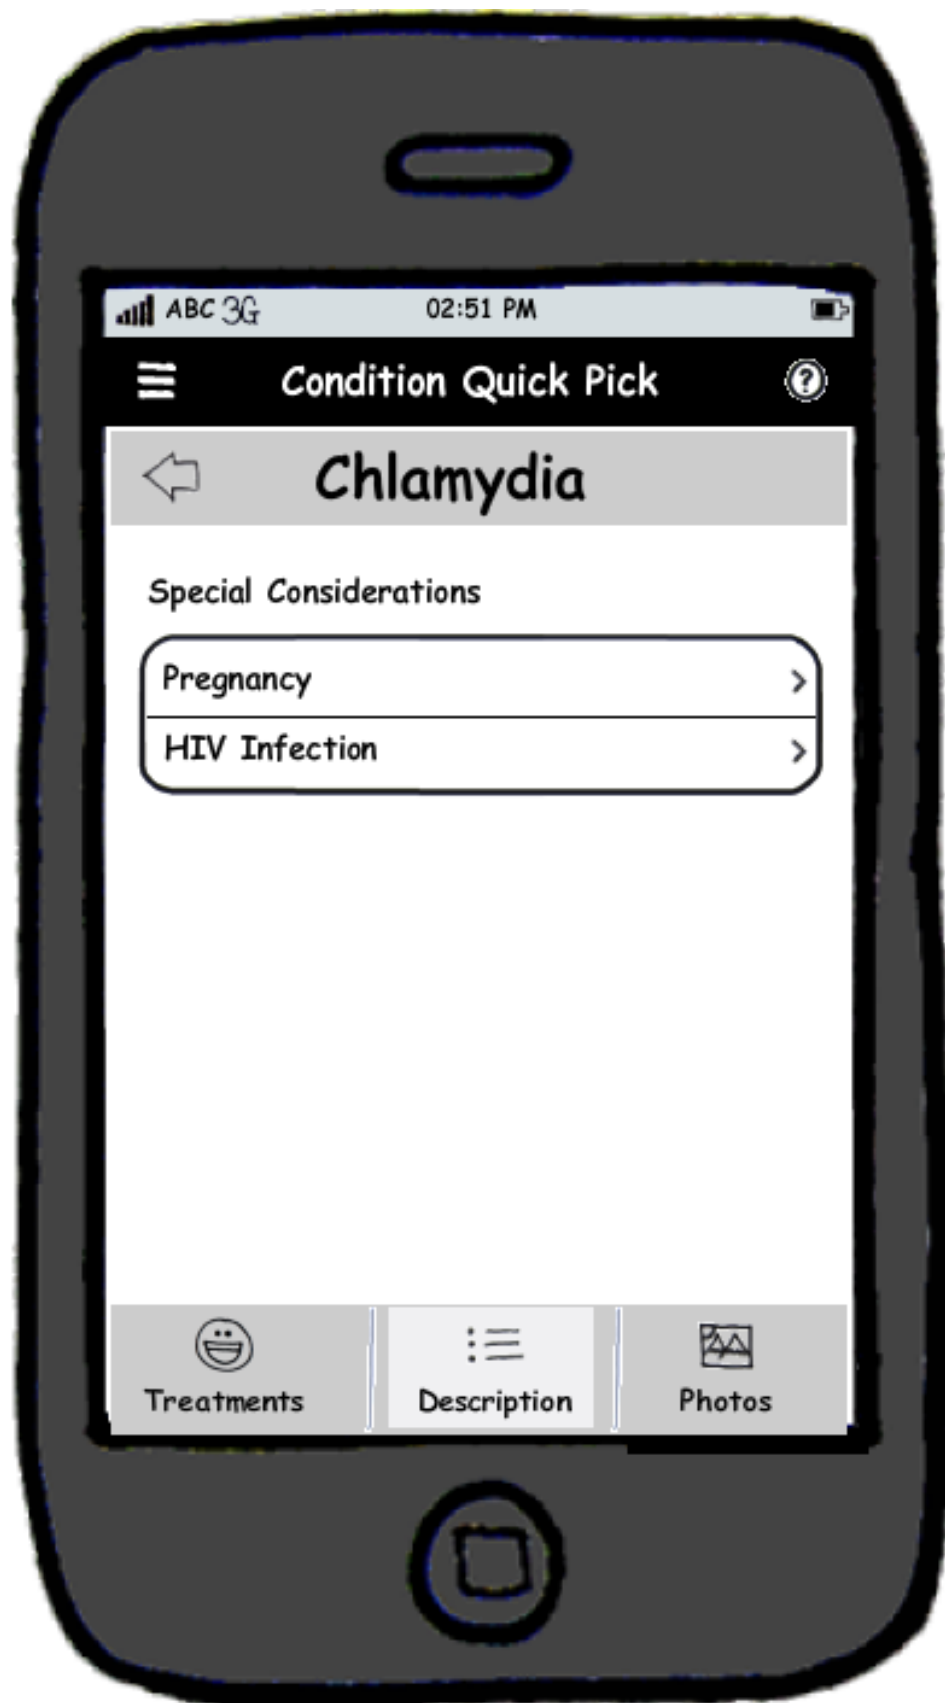 ABC 3G 02:51 PM
Condition Quick Pick ?
Chlamydia
Special Considerations
Pregnancy
HIV Infection
Treatments Description Photos